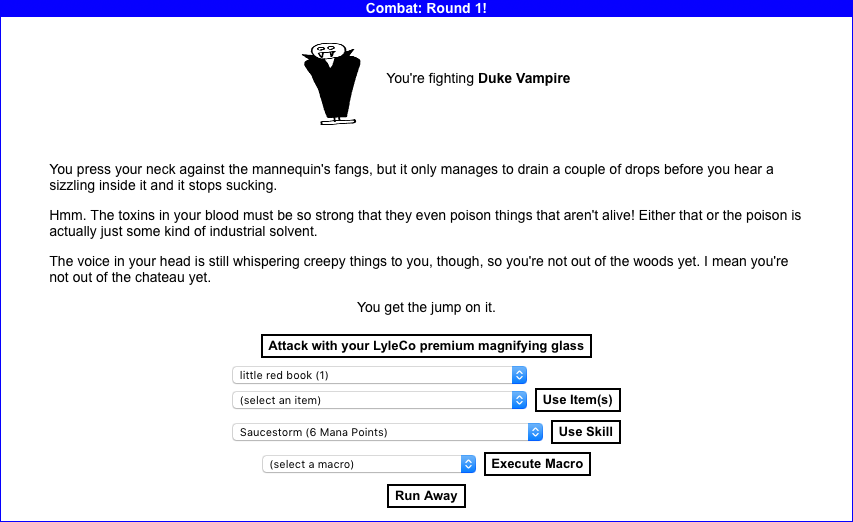 Combat: Round 1!
You're fighting Duke Vampire
You press your neck against the mannequin's fangs, but it only manages to drain a couple of drops before you hear a
sizzling inside it and it stops sucking.
Hmm. The toxins in your blood must be so strong that they even poison things that aren't alive! Either that or the poison is
actually just some kind of industrial solvent.
The voice in your head is still whispering creepy things to you, though, so you're not out of the woods yet. I mean you're
not out of the chateau yet.
You get the jump on it.
Attack with your LyleCo premium magnifying glass
little red book (1)
(select an item) Use Item(s)
Saucestorm (6 Mana Points) Use Skill
(select a macro) Execute Macro
Run Away